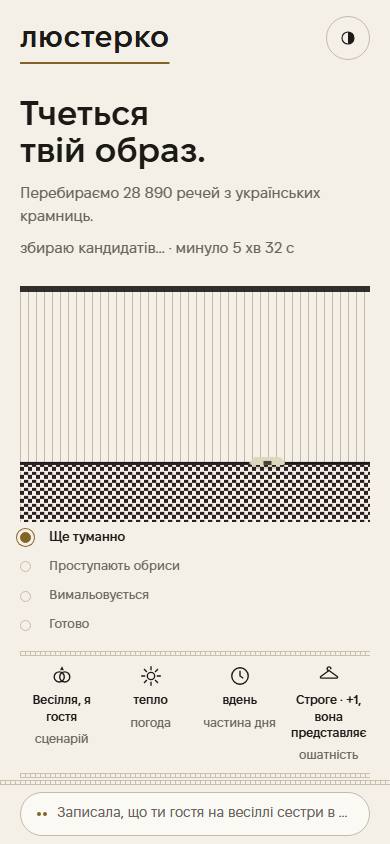 люстерко
Тчеться
твій образ.
Перебираємо 28 890 речей з українських
крамниць.
збираю кандидатів… · минуло 5 хв 32 с
Ще туманно
Проступають обриси
Вимальовується
Готово
Весілля, я
гостя
сценарій
тепло
погода
вдень
частина дня
Строге · +1,
вона
представляє
ошатність
Записала, що ти гостя на весіллі сестри в ...